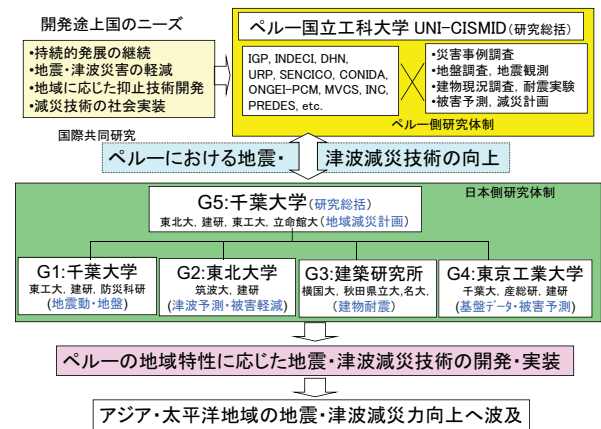 開発途上国のニーズ
•持続的発展の継続
•地震・津波災害の軽減
•地域に応じた抑止技術開発
•減災技術の社会実装
ペルー国立工科大学 UNI-CISMID(研究総括)
IGP, INDECI, DHN,
URP, SENCICO, CONIDA,
ONGEI-PCM, MVCS, INC,
PREDES, etc.
•災害事例調査
•地盤調査, 地震観測
•建物現況調査, 耐震実験
•被害予測, 減災計画
ペルー側研究体制
国際共同研究
ペルーにおける地震・ 津波減災技術の向上
日本側研究体制
G5:千葉大学(研究総括)
東北大, 建研, 東工大, 立命館大(地域減災計画)
G1:千葉大学
東工大, 建研, 防災科研
(地震動・地盤)
G2:東北大学
筑波大, 建研
(津波予測・被害軽減)
G3:建築研究所
横国大, 秋田県立大,名大,
(建物耐震)
G4:東京工業大学
千葉大, 産総研, 建研
(基盤データ・被害予測)
ペルーの地域特性に応じた地震・津波減災技術の開発・実装
アジア・太平洋地域の地震・津波減災力向上へ波及